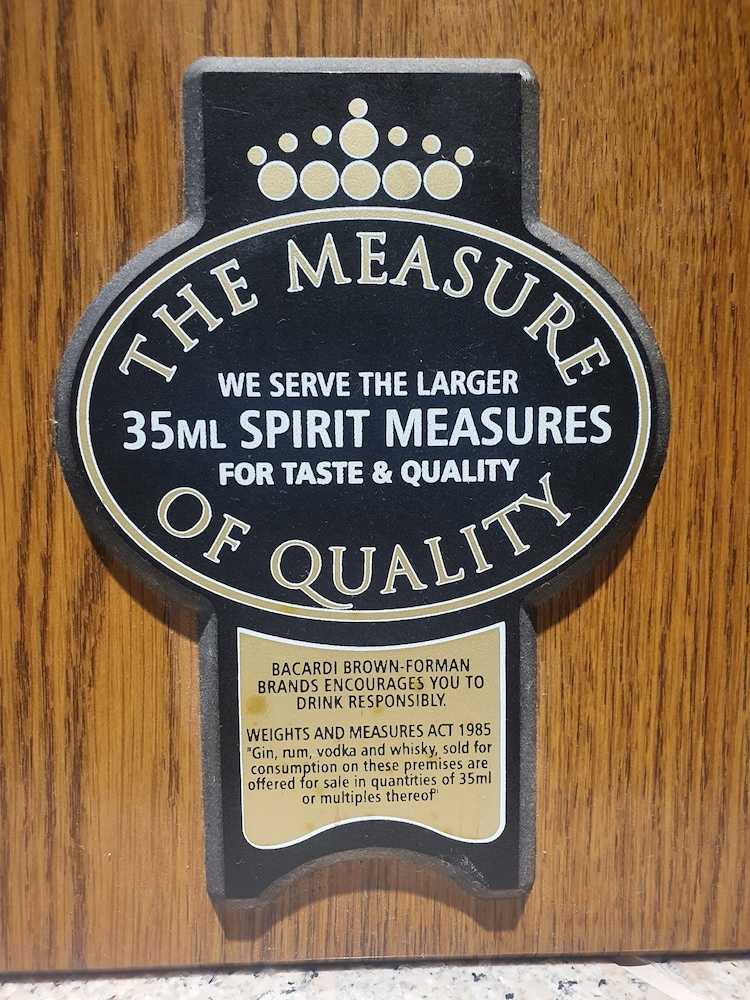 THE MEASURE
WE SERVE THE LARGER
35ML SPIRIT MEASURES
FOR TASTE & QUALITY
OF QUALITY
BACARDI BROWN-FORMAN
BRANDS ENCOURAGES YOU TO
DRINK RESPONSIBLY.
WEIGHTS AND MEASURES ACT 1985
"Gin, rum, vodka and whisky, sold for
consumption on these premises are
offered for sale in quantities of 35ml
or multiples thereof"